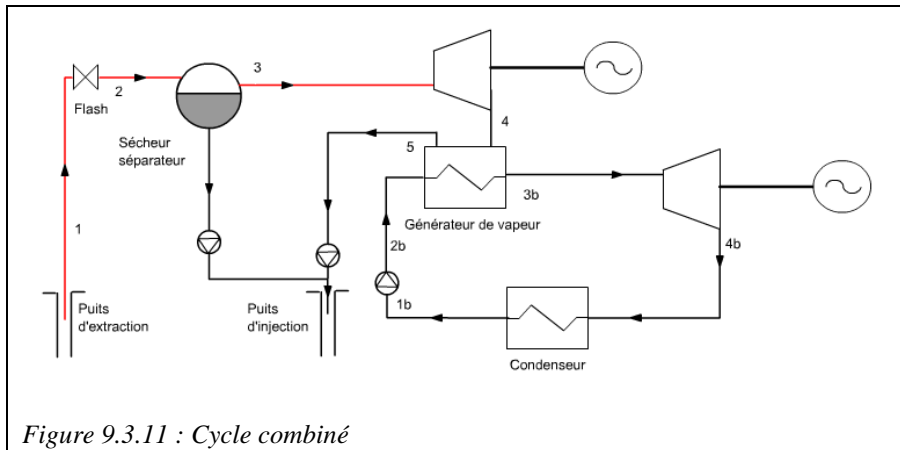 3
2
Flash
Sécheur
séparateur
4
5
3b
Générateur de vapeur
1
2b
4b
1b
Puits
d'extraction
Puits
d'injection
Condenseur
Figure 9.3.11 : Cycle combiné